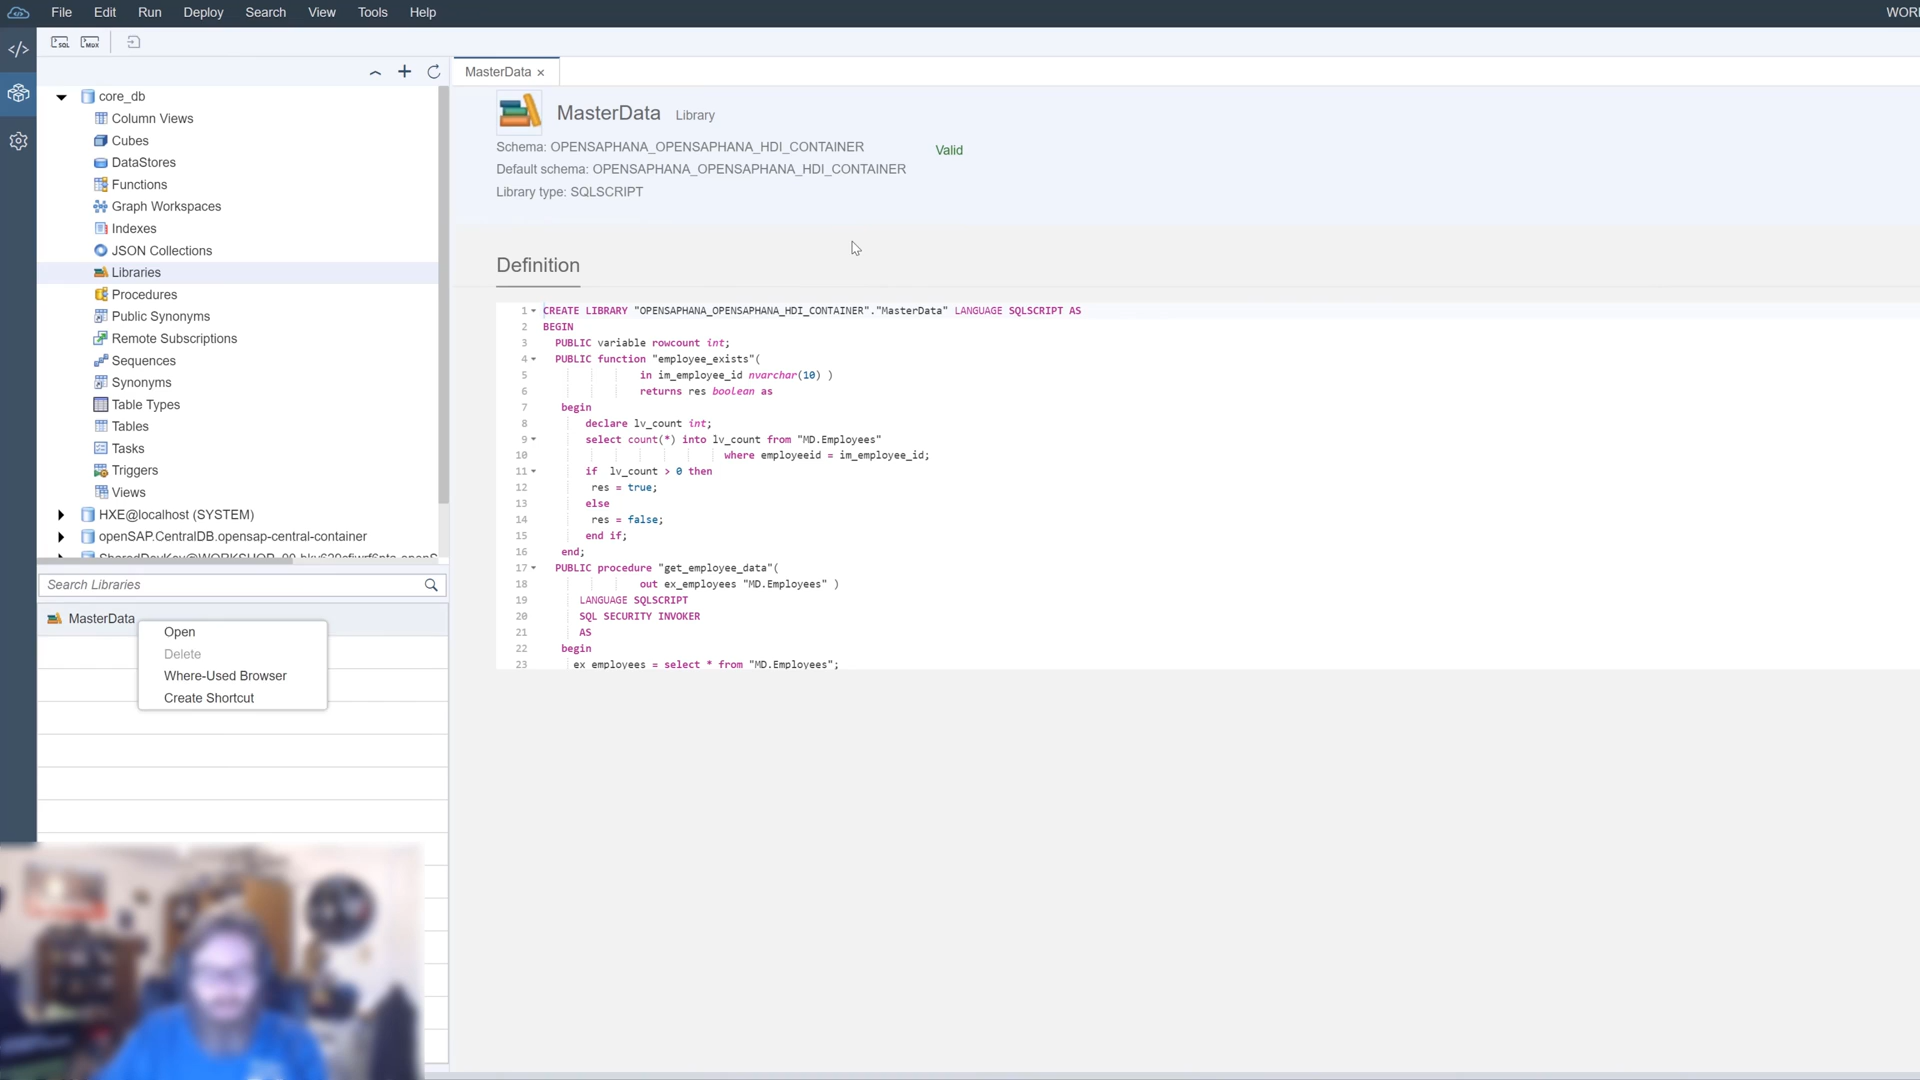 File Edit Run Deploy Search View Tools Help
WOR
SQL MDX
MasterData ×
core_db
Column Views
Cubes
DataStores
Functions
Graph Workspaces
Indexes
JSON Collections
Libraries
Procedures
Public Synonyms
Remote Subscriptions
Sequences
Synonyms
Table Types
Tables
Tasks
Triggers
Views
HXE@localhost (SYSTEM)
openSAP.CentralDB.opensap-central-container
Search Libraries
MasterData
Open
Delete
Where-Used Browser
Create Shortcut
MasterData Library
Schema: OPENSAPHANA_OPENSAPHANA_HDI_CONTAINER
Valid
Default schema: OPENSAPHANA_OPENSAPHANA_HDI_CONTAINER
Library type: SQLSCRIPT
Definition
1 CREATE LIBRARY "OPENSAPHANA_OPENSAPHANA_HDI_CONTAINER"."MasterData" LANGUAGE SQLSCRIPT AS
2 BEGIN
3 PUBLIC variable rowcount int;
4 PUBLIC function "employee_exists"(
5 in im_employee_id nvarchar(10) )
6 returns res boolean as
7 begin
8 declare lv_count int;
9 select count(*) into lv_count from "MD.Employees"
10 where employeeid = im_employee_id;
11 if lv_count > 0 then
12 res = true;
13 else
14 res = false;
15 end if;
16 end;
17 PUBLIC procedure "get_employee_data"(
18 out ex_employees "MD.Employees" )
19 LANGUAGE SQLSCRIPT
20 SQL SECURITY INVOKER
21 AS
22 begin
23 ex_employees = select * from "MD.Employees";